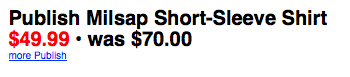 Publish Milsap Short-Sleeve Shirt
$49.99 • was $70.00
more Publish